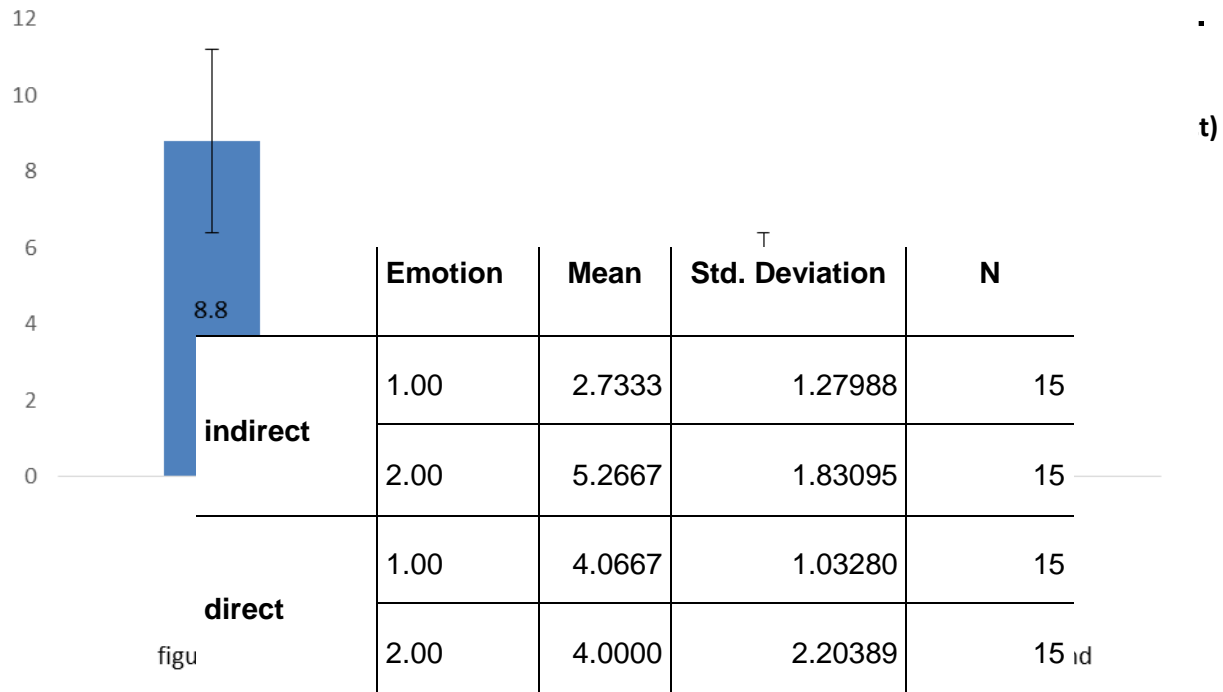 12
10
t)
8
6
Emotion Mean Std. Deviation N
8.8
4
1.00 2.7333 1.27988 15
2
indirect
2.00 5.2667 1.83095 15
0
1.00 4.0667 1.03280 15
direct
2.00 4.0000 2.20389 15